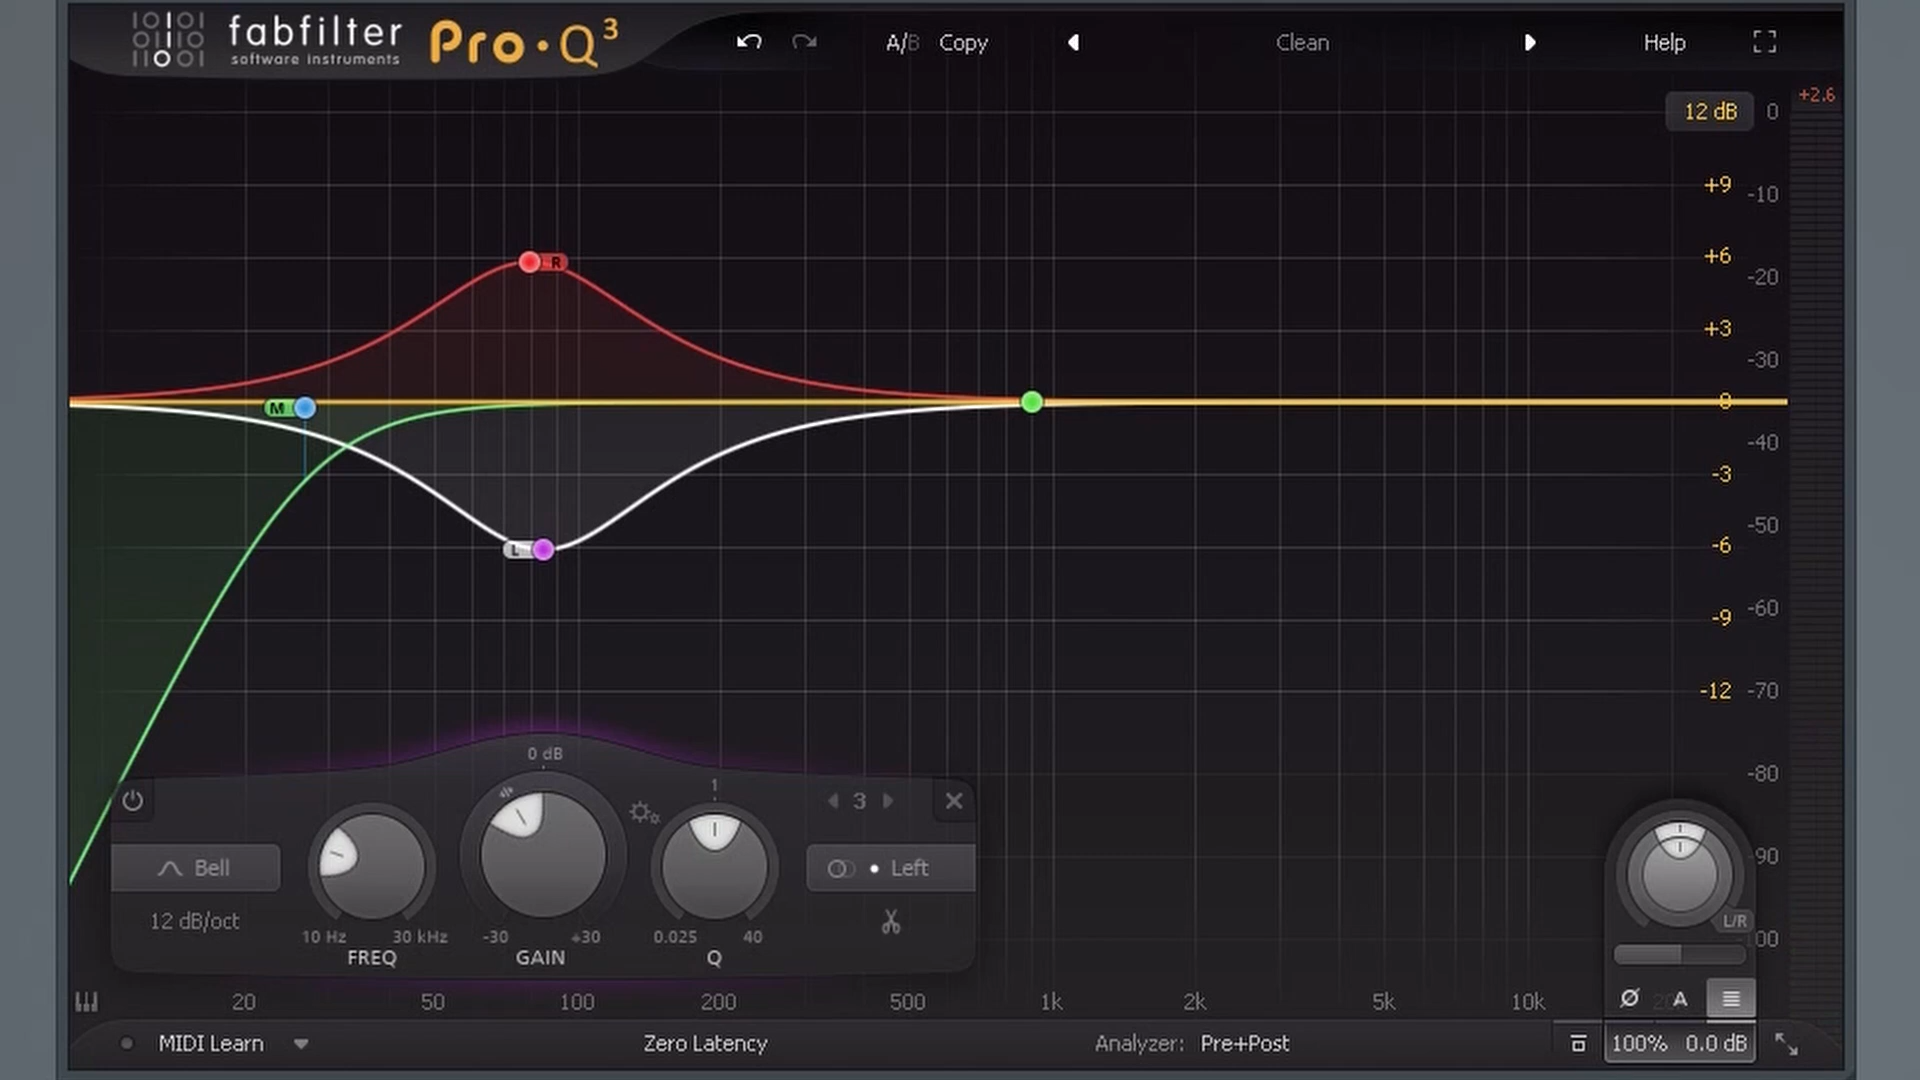 fabfilter
software instruments
Pro·Q³
A/B Copy
Clean
Help
+2.6
12 dB 0
+9 -10
+6 -20
+3 -30
0
-40
-3
-50
-6
-60
-9
-12 -70
-80
90
00
R
M
L
0 dB
1
3
Bell
12 dB/oct
10 Hz 30 kHz
FREQ
-30 +30
GAIN
0.025 40
Q
Left
L/R
A
20 50 100 200 500 1k 2k 5k 10k
MIDI Learn
Zero Latency
Analyzer: Pre+Post
100% 0.0 dB